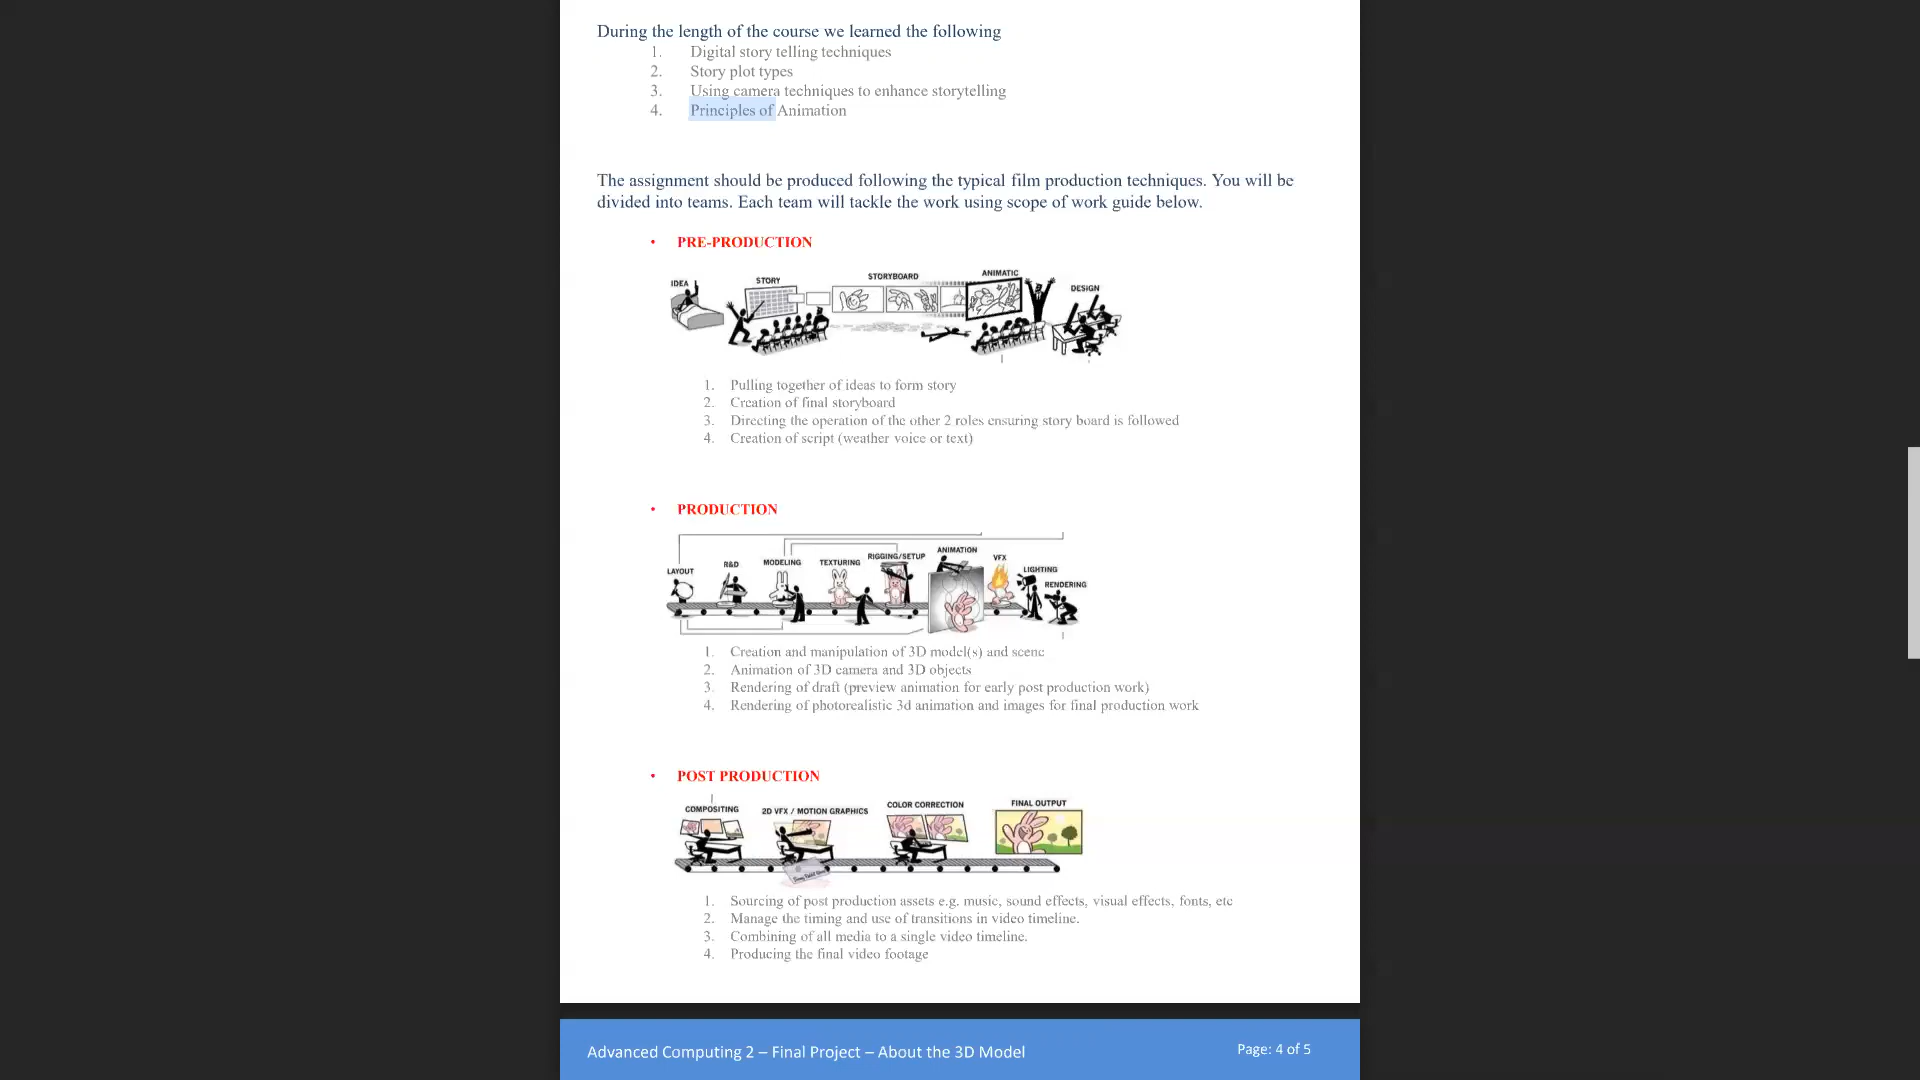 During the length of the course we learned the following
1. Digital story telling techniques
2. Story plot types
3. Using camera techniques to enhance storytelling
4. Principles of Animation
The assignment should be produced following the typical film production techniques. You will be
divided into teams. Each team will tackle the work using scope of work guide below.
• PRE-PRODUCTION
IDEA STORY STORYBOARD ANIMATIC DESIGN
1. Pulling together of ideas to form story
2. Creation of final storyboard
3. Directing the operation of the other 2 roles ensuring story board is followed
4. Creation of script (weather voice or text)
• PRODUCTION
LAYOUT R&D MODELING TEXTURING RIGGING/SETUP ANIMATION VFX LIGHTING RENDERING
1. Creation and manipulation of 3D model(s) and scene
2. Animation of 3D camera and 3D objects
3. Rendering of draft (preview animation for early post production work)
4. Rendering of photorealistic 3d animation and images for final production work
• POST PRODUCTION
COMPOSITING 2D VFX / MOTION GRAPHICS COLOR CORRECTION FINAL OUTPUT
1. Sourcing of post production assets e.g. music, sound effects, visual effects, fonts, etc
2. Manage the timing and use of transitions in video timeline.
3. Combining of all media to a single video timeline.
4. Producing the final video footage
Advanced Computing 2 – Final Project – About the 3D Model
Page: 4 of 5